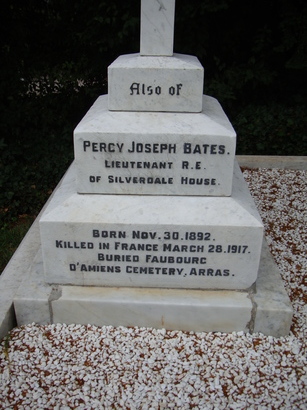 Also of
PERCY JOSEPH BATES.
LIEUTENANT R.E.
OF SILVERDALE HOUSE.
BORN NOV. 30. 1892.
KILLED IN FRANCE MARCH 28. 1917.
BURIED FAUBOURG
D'AMIENS CEMETERY, ARRAS.